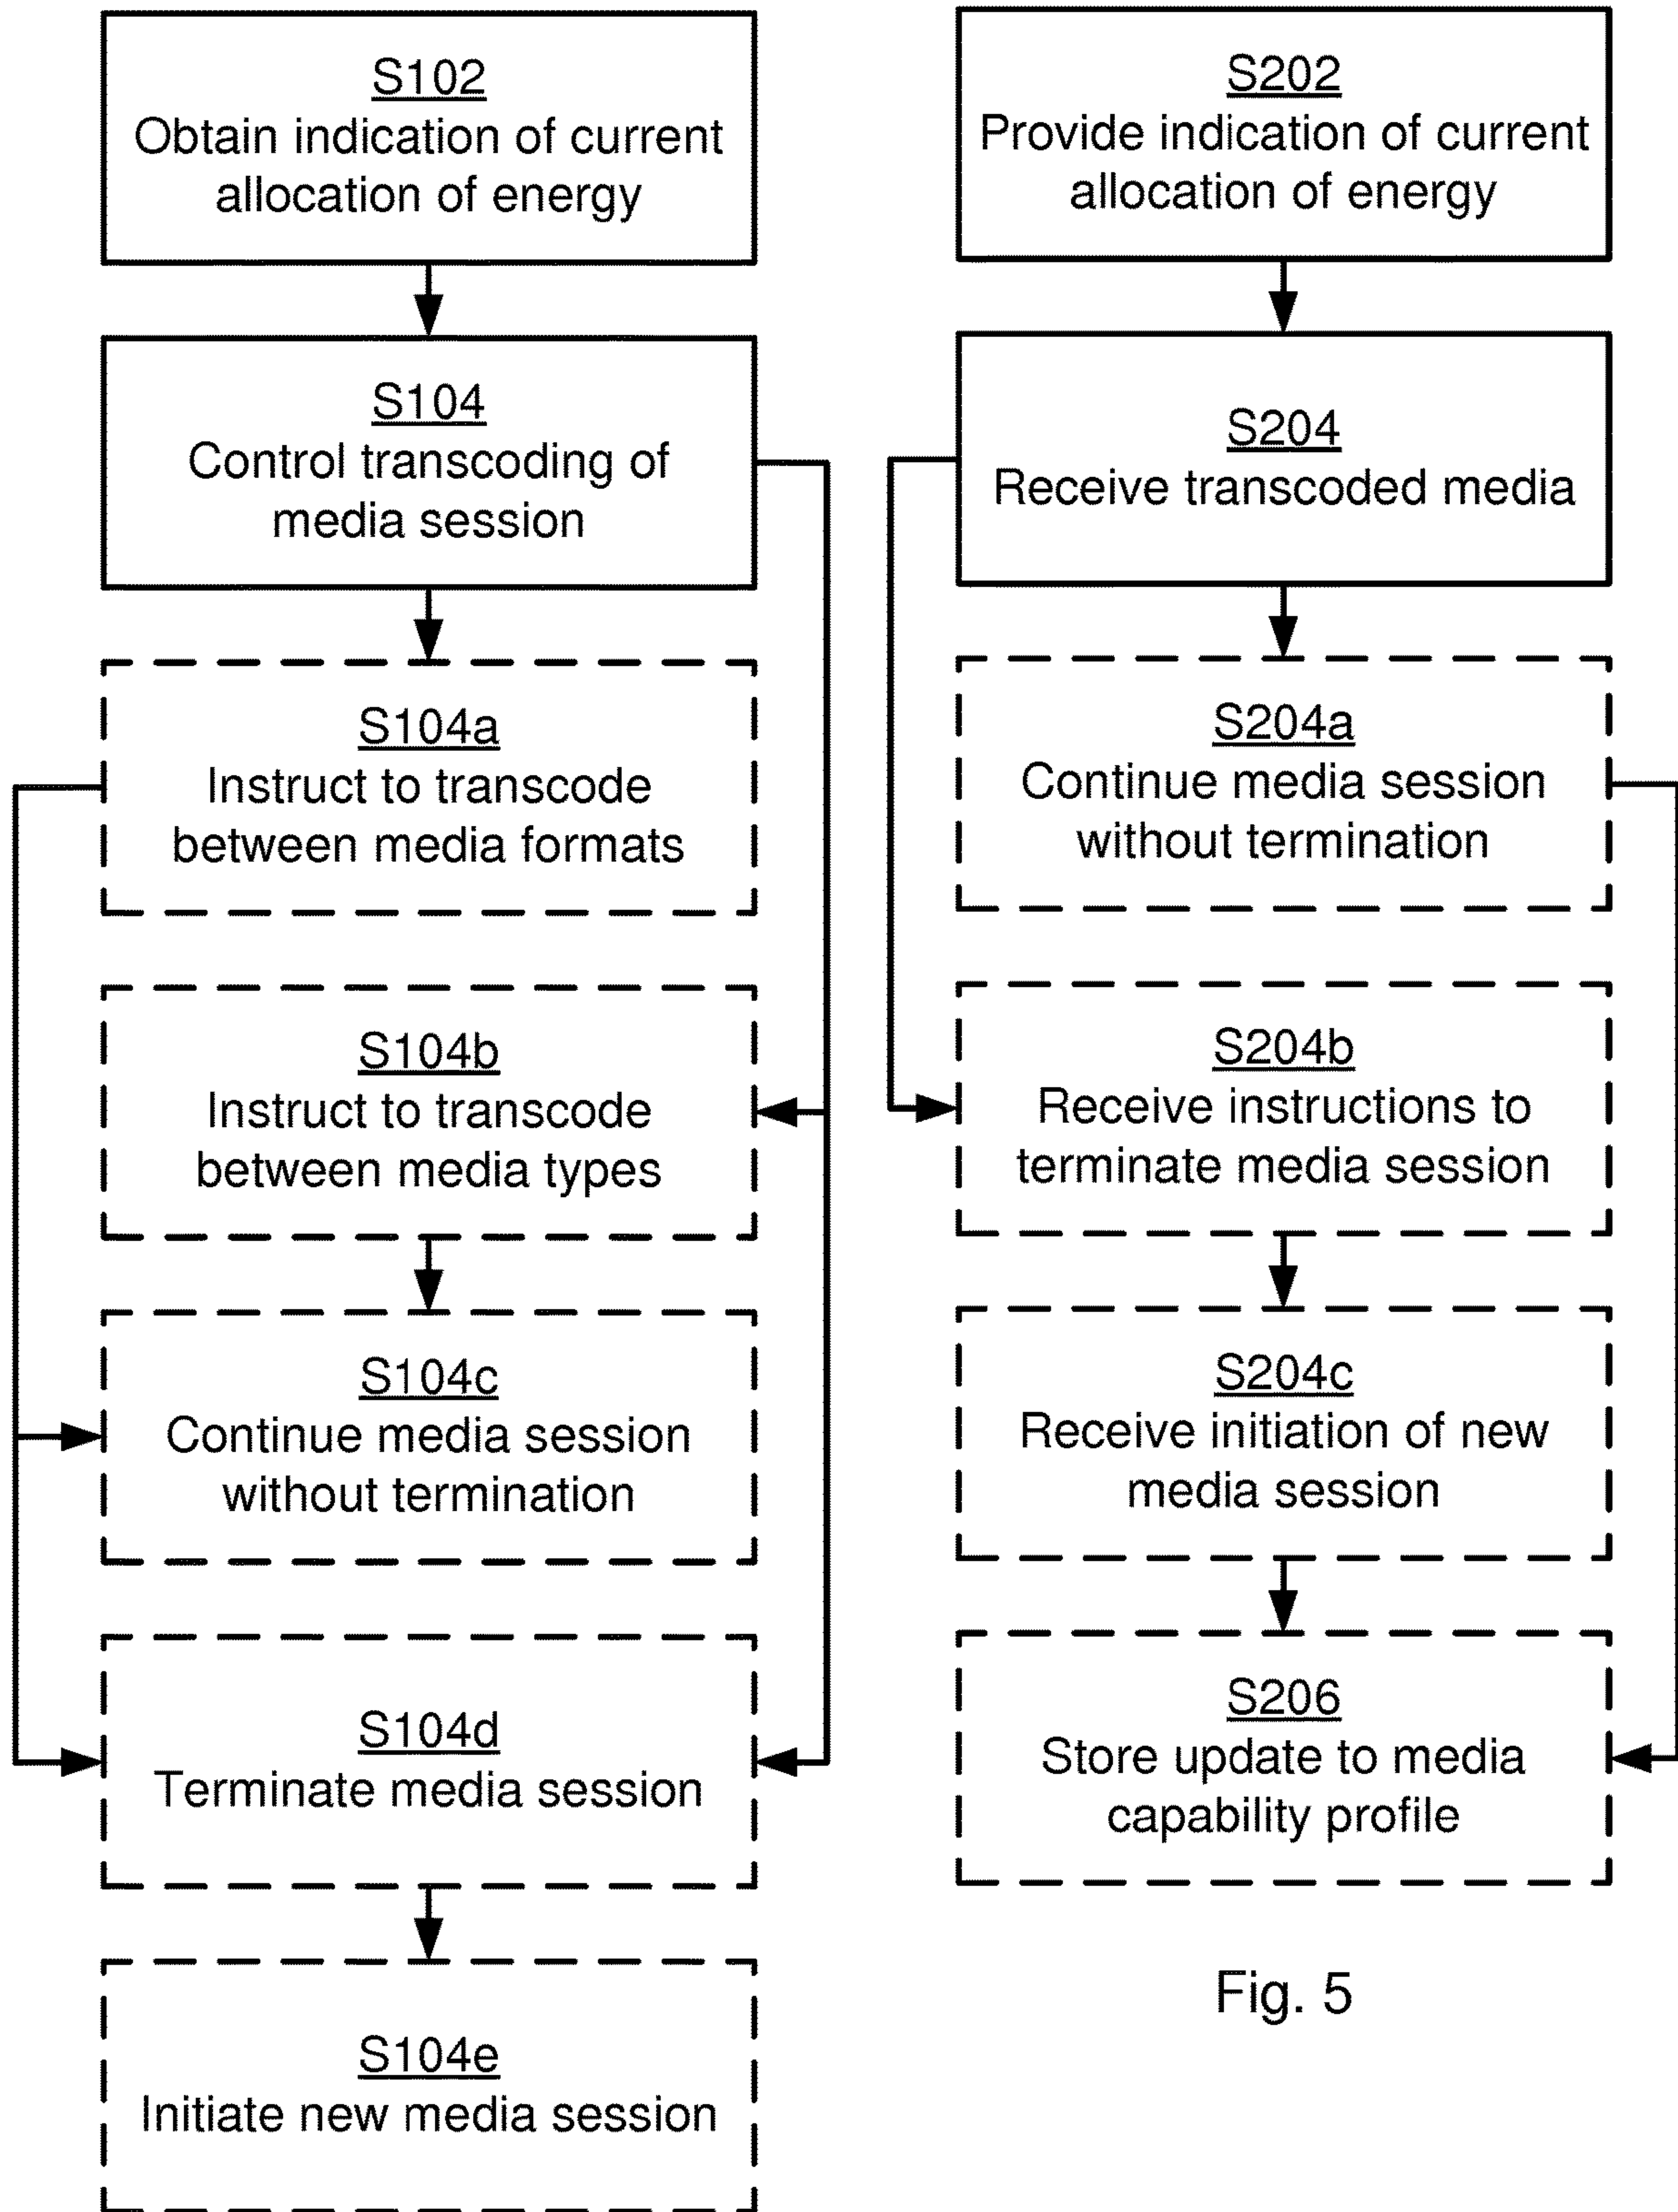 S102
Obtain indication of current
allocation of energy
S104
Control transcoding of
media session
S104a
Instruct to transcode
between media formats
S104b
Instruct to transcode
between media types
S104c
Continue media session
without termination
S104d
Terminate media session
S104e
Initiate new media session
S202
Provide indication of current
allocation of energy
S204
Receive transcoded media
S204a
Continue media session
without termination
S204b
Receive instructions to
terminate media session
S204c
Receive initiation of new
media session
S206
Store update to media
capability profile
Fig. 5